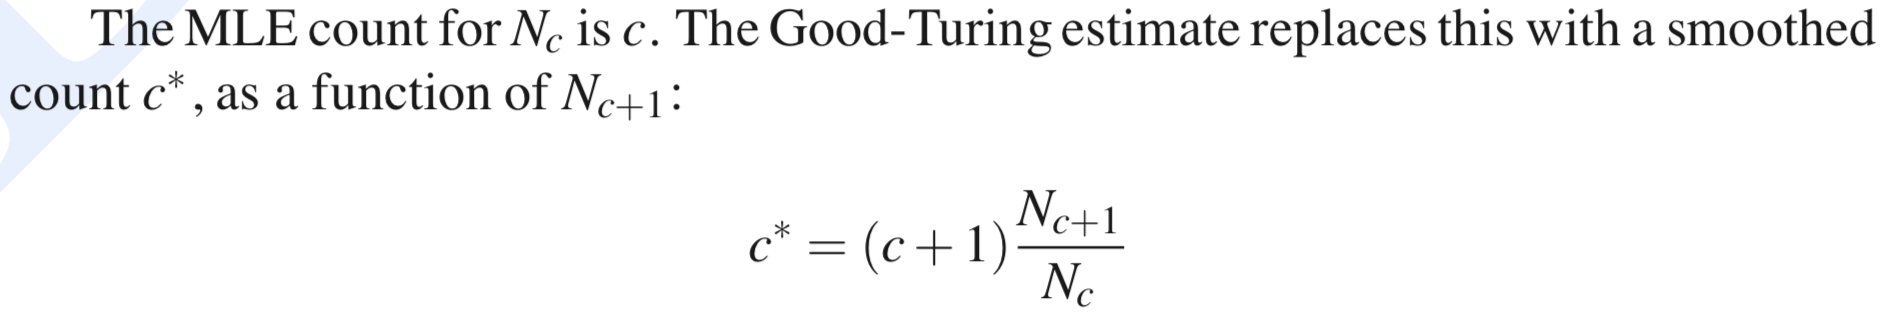 The MLE count for N_c is c. The Good-Turing estimate replaces this with a smoothed
count c*, as a function of N_{c+1}:
c* = (c+1) \frac{N_{c+1}}{N_c}